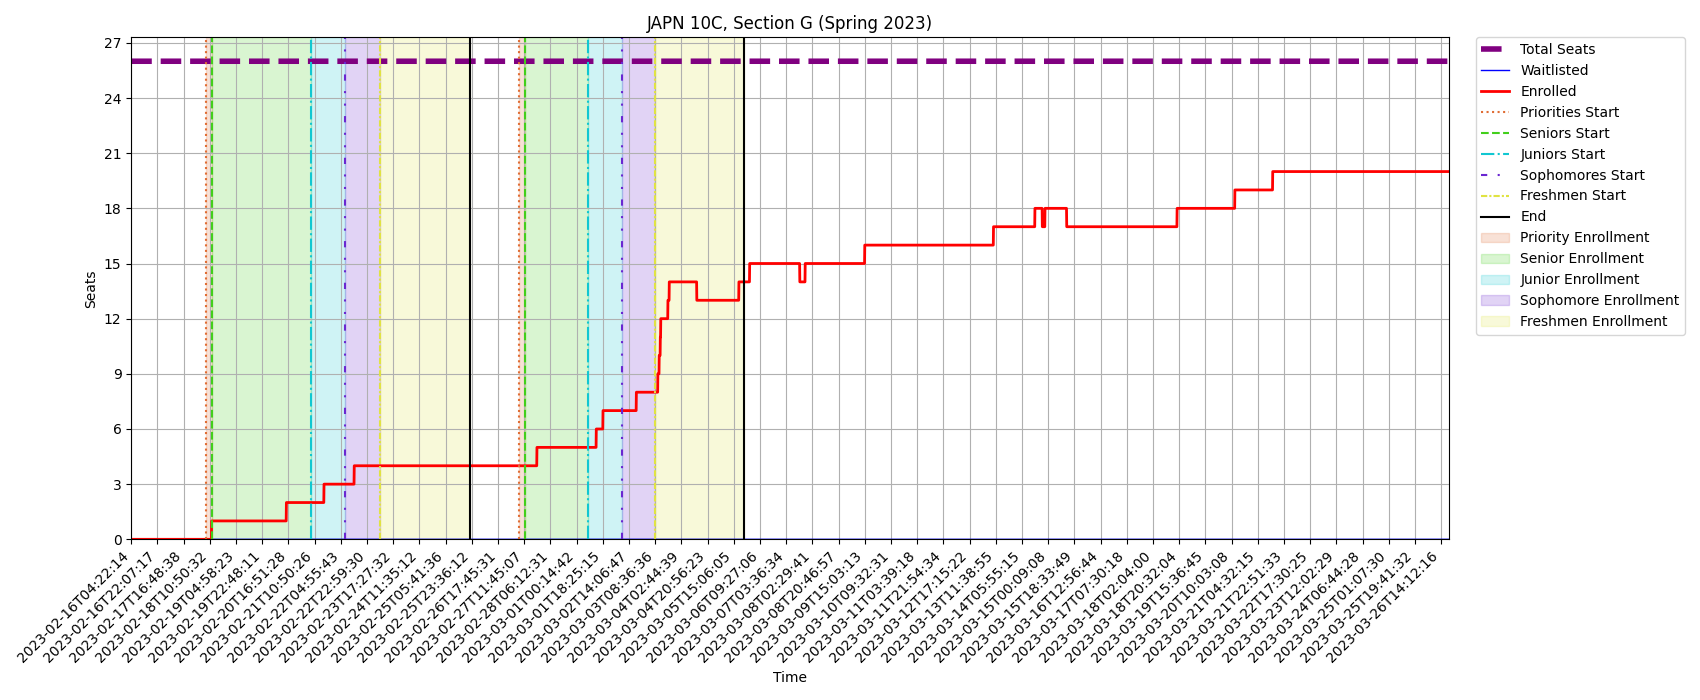 JAPN 10C, Section G (Spring 2023)
27
24
21
18
15
12
9
6
3
0
Seats
2023-02-16T04:22:14
2023-02-16T22:07:17
2023-02-17T16:48:38
2023-02-18T10:50:32
2023-02-19T04:58:23
2023-02-19T22:48:11
2023-02-20T16:51:28
2023-02-21T10:50:26
2023-02-22T04:55:43
2023-02-22T22:59:30
2023-02-23T17:27:32
2023-02-24T11:35:12
2023-02-25T05:41:36
2023-02-25T23:36:12
2023-02-26T17:45:31
2023-02-27T11:45:07
2023-02-28T06:12:31
2023-03-01T00:14:42
2023-03-01T18:25:15
2023-03-02T14:06:47
2023-03-03T08:36:36
2023-03-04T02:44:39
2023-03-04T20:56:23
2023-03-05T15:06:05
2023-03-06T09:27:06
2023-03-07T03:36:34
2023-03-08T02:29:41
2023-03-08T20:46:57
2023-03-09T15:03:13
2023-03-10T09:32:31
2023-03-11T03:39:18
2023-03-11T21:54:34
2023-03-12T17:15:22
2023-03-13T11:38:55
2023-03-14T05:55:15
2023-03-15T00:09:08
2023-03-15T18:33:49
2023-03-16T12:56:44
2023-03-17T07:30:18
2023-03-18T02:04:00
2023-03-18T20:32:04
2023-03-19T15:36:45
2023-03-20T10:03:08
2023-03-21T04:32:15
2023-03-21T22:51:33
2023-03-22T17:30:25
2023-03-23T12:02:29
2023-03-24T06:44:28
2023-03-25T01:07:30
2023-03-25T19:41:32
2023-03-26T14:12:16
Time
Total Seats
Waitlisted
Enrolled
Priorities Start
Seniors Start
Juniors Start
Sophomores Start
Freshmen Start
End
Priority Enrollment
Senior Enrollment
Junior Enrollment
Sophomore Enrollment
Freshmen Enrollment